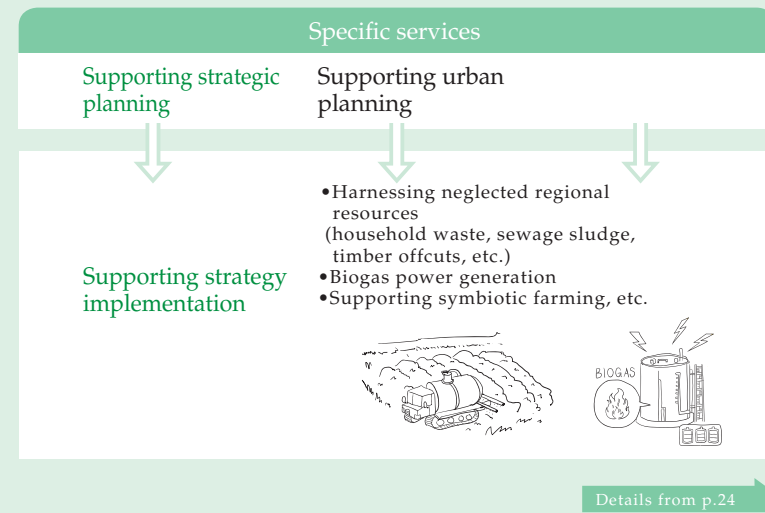 Specific services
Supporting strategic
planning
Supporting urban
planning
Supporting strategy
implementation
•Harnessing neglected regional
resources
(household waste, sewage sludge,
timber offcuts, etc.)
•Biogas power generation
•Supporting symbiotic farming, etc.
BIOGAS
Details from p.24